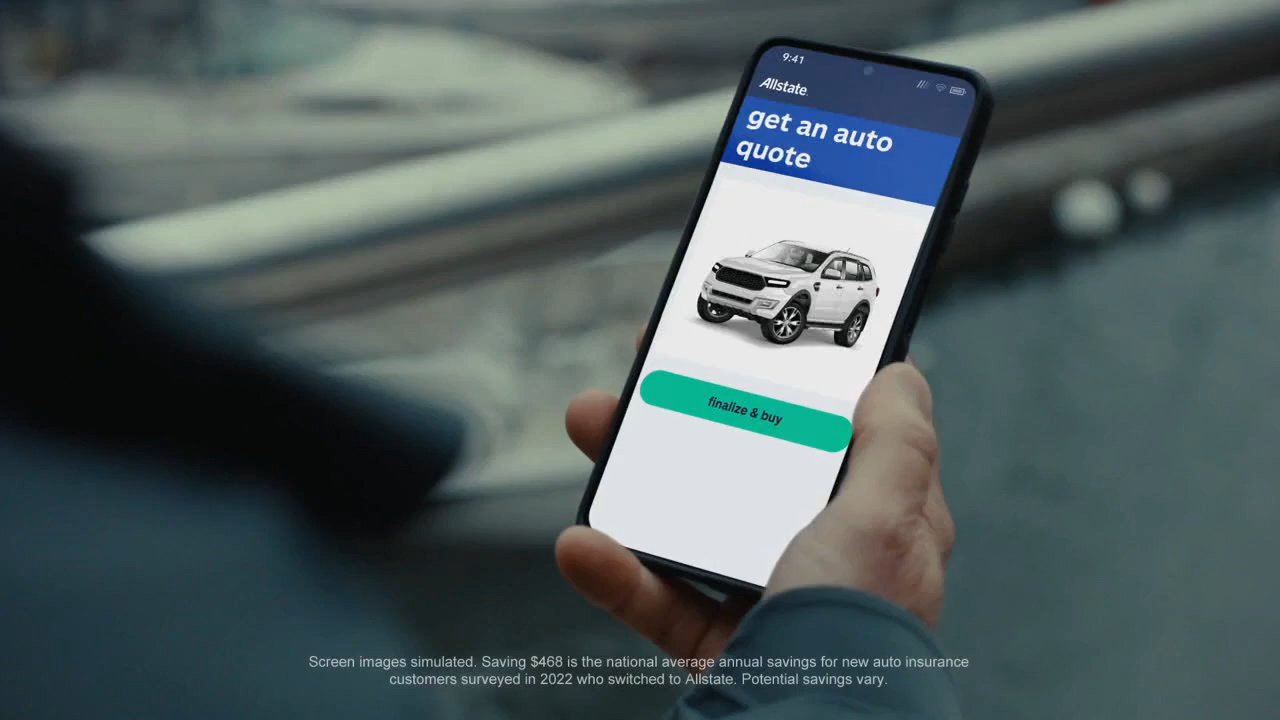 9:41
Allstate.
get an auto
quote
finalize & buy
Screen images simulated. Saving $468 is the national average annual savings for new auto insurance
customers surveyed in 2022 who switched to Allstate. Potential savings vary.